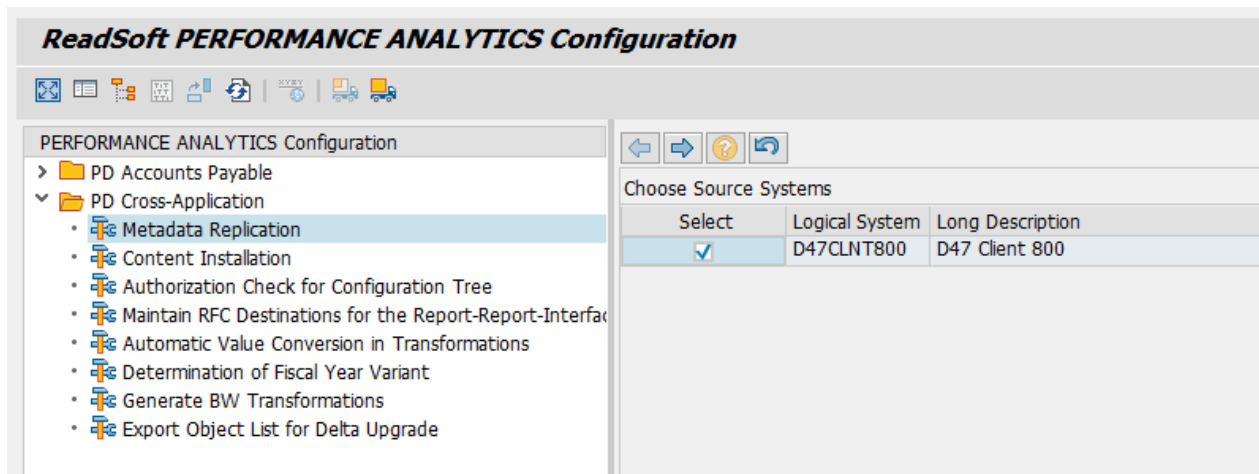 ReadSoft PERFORMANCE ANALYTICS Configuration
PERFORMANCE ANALYTICS Configuration
PD Accounts Payable
PD Cross-Application
Metadata Replication
Content Installation
Authorization Check for Configuration Tree
Maintain RFC Destinations for the Report-Report-Interfac
Automatic Value Conversion in Transformations
Determination of Fiscal Year Variant
Generate BW Transformations
Export Object List for Delta Upgrade
Choose Source Systems
Select Logical System Long Description
D47CLNT800 D47 Client 800